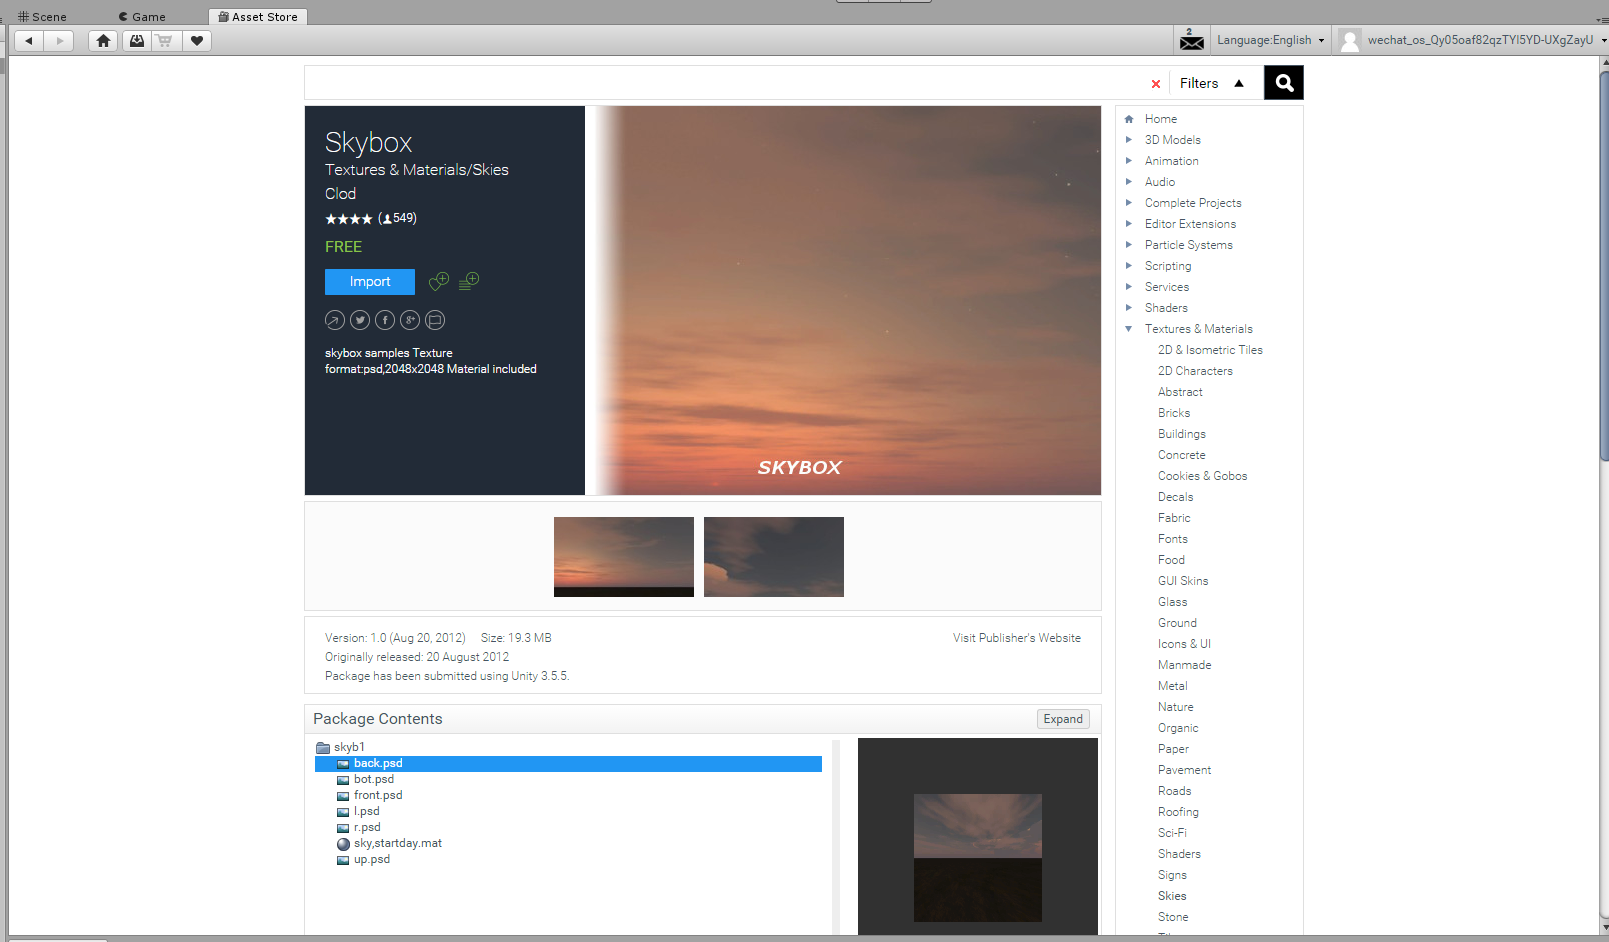 Scene
Game
Asset Store
2
Language:English
wechat_os_Qy05oaf82qzTYl5YD-UXgZayU
Filters
Skybox
Textures & Materials/Skies
Clod
(549)
FREE
Import
skybox samples Texture
format:psd,2048x2048 Material included
SKYBOX
Version: 1.0 (Aug 20, 2012) Size: 19.3 MB
Visit Publisher's Website
Originally released: 20 August 2012
Package has been submitted using Unity 3.5.5.
Package Contents
Expand
skyb1
back.psd
bot.psd
front.psd
l.psd
r.psd
sky,startday.mat
up.psd
Home
3D Models
Animation
Audio
Complete Projects
Editor Extensions
Particle Systems
Scripting
Services
Shaders
Textures & Materials
2D & Isometric Tiles
2D Characters
Abstract
Bricks
Buildings
Concrete
Cookies & Gobos
Decals
Fabric
Fonts
Food
GUI Skins
Glass
Ground
Icons & UI
Manmade
Metal
Nature
Organic
Paper
Pavement
Roads
Roofing
Sci-Fi
Shaders
Signs
Skies
Stone